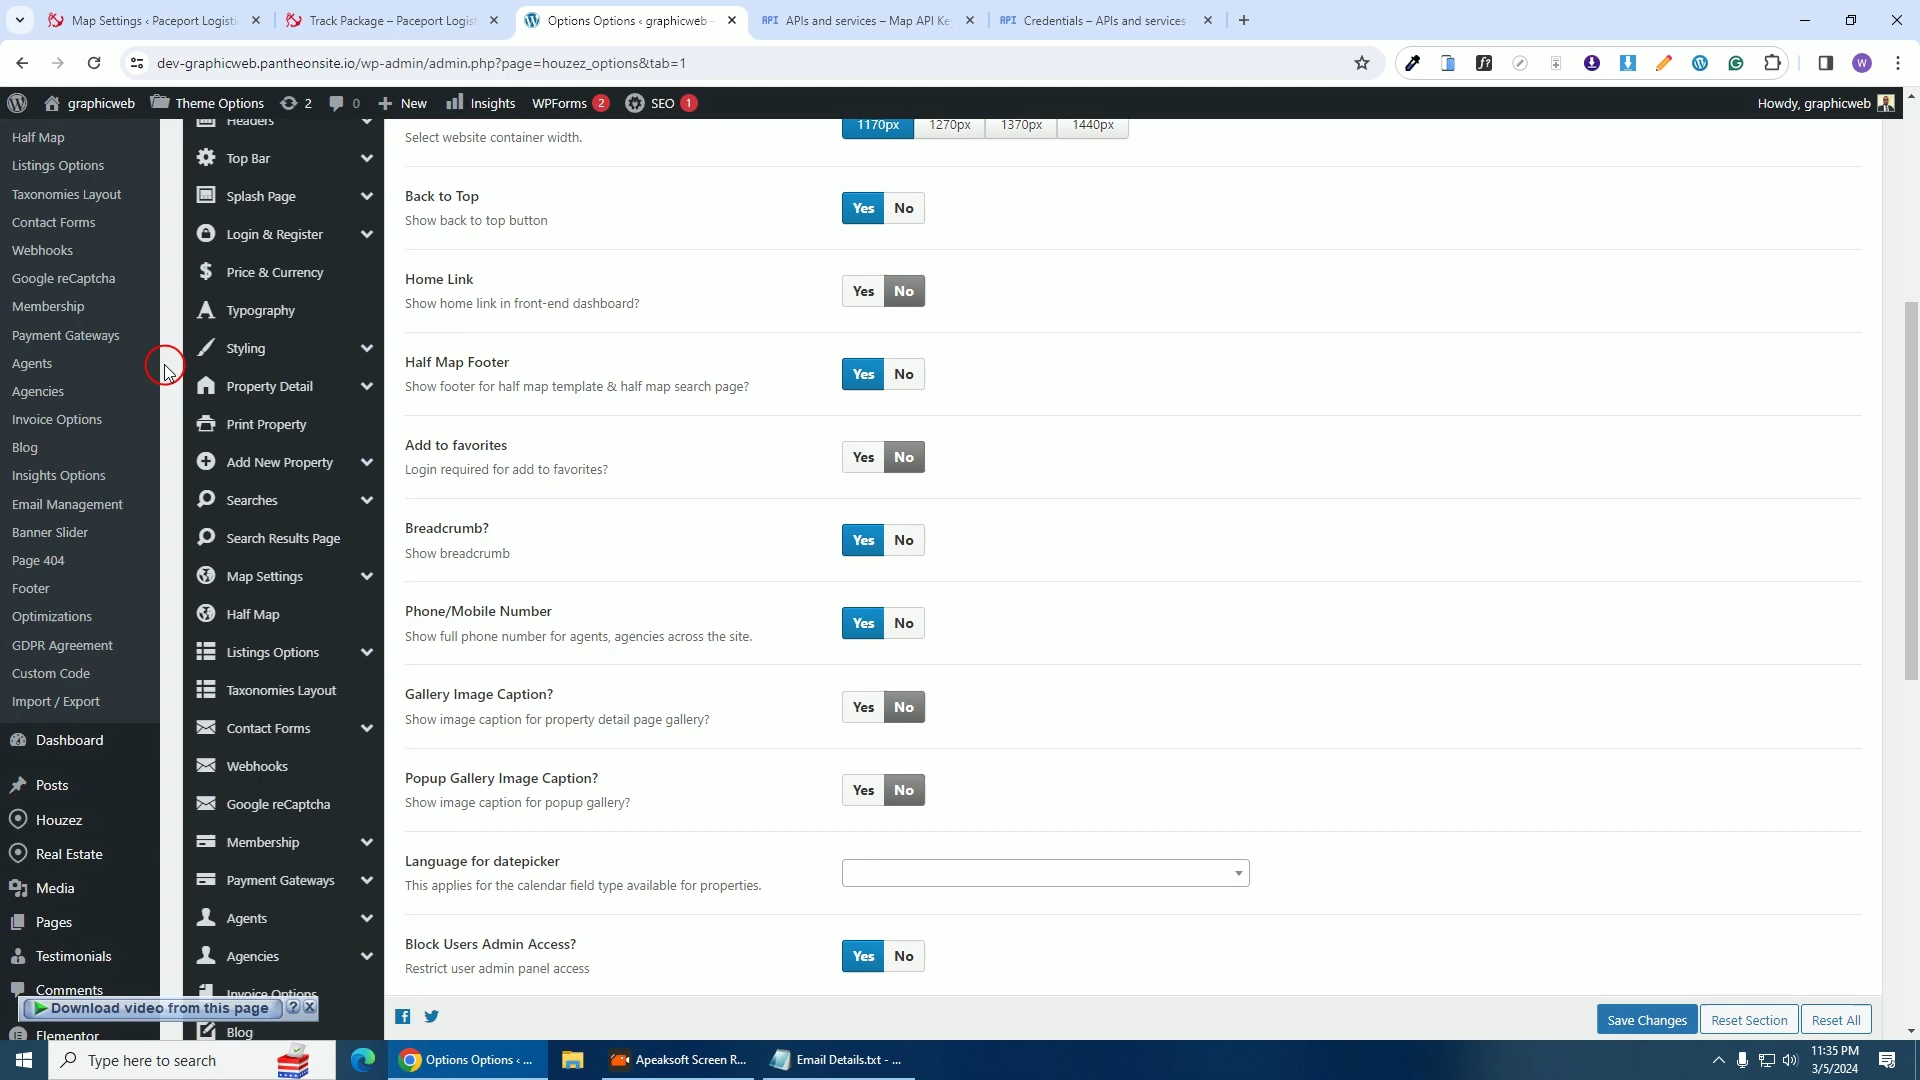 Map Settings ‹ Paceport Logisti
Track Package – Paceport Logis
Options Options ‹ graphicweb –
API APIs and services – Map API Ke
API Credentials – APIs and services
dev-graphicweb.pantheonsite.io/wp-admin/admin.php?page=houzez_options&tab=1
W
graphicweb
Theme Options
2
0
New
Insights
WPForms 2
SEO 1
Howdy, graphicweb
Half Map
Listings Options
Taxonomies Layout
Contact Forms
Webhooks
Google reCaptcha
Membership
Payment Gateways
Agents
Agencies
Invoice Options
Blog
Insights Options
Email Management
Banner Slider
Page 404
Footer
Optimizations
GDPR Agreement
Custom Code
Import / Export
Dashboard
Posts
Houzez
Real Estate
Media
Pages
Testimonials
Comments
Elementor
Download video from this page
Headers
Top Bar
Splash Page
Login & Register
Price & Currency
Typography
Styling
Property Detail
Print Property
Add New Property
Searches
Search Results Page
Map Settings
Half Map
Listings Options
Taxonomies Layout
Contact Forms
Webhooks
Google reCaptcha
Membership
Payment Gateways
Agents
Agencies
Invoice Options
Blog
Select website container width.
1170px 1270px 1370px 1440px
Back to Top
Show back to top button
Yes No
Home Link
Show home link in front-end dashboard?
Yes No
Half Map Footer
Show footer for half map template & half map search page?
Yes No
Add to favorites
Login required for add to favorites?
Yes No
Breadcrumb?
Show breadcrumb
Yes No
Phone/Mobile Number
Show full phone number for agents, agencies across the site.
Yes No
Gallery Image Caption?
Show image caption for property detail page gallery?
Yes No
Popup Gallery Image Caption?
Show image caption for popup gallery?
Yes No
Language for datepicker
This applies for the calendar field type available for properties.
Block Users Admin Access?
Restrict user admin panel access
Yes No
Save Changes
Reset Section
Reset All
Type here to search
Options Options ‹ ...
Apeaksoft Screen R...
Email Details.txt - ...
11:35 PM
3/5/2024